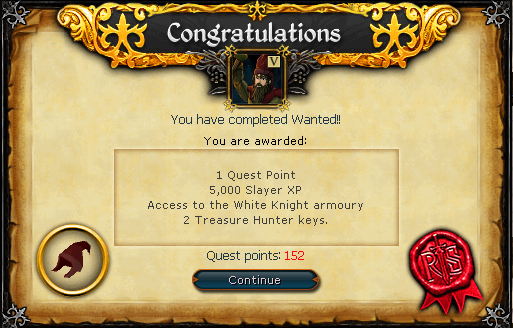 Congratulations
V
You have completed Wanted!!
You are awarded:
1 Quest Point
5,000 Slayer XP
Access to the White Knight armoury
2 Treasure Hunter keys.
Quest points: 152
Continue
RS